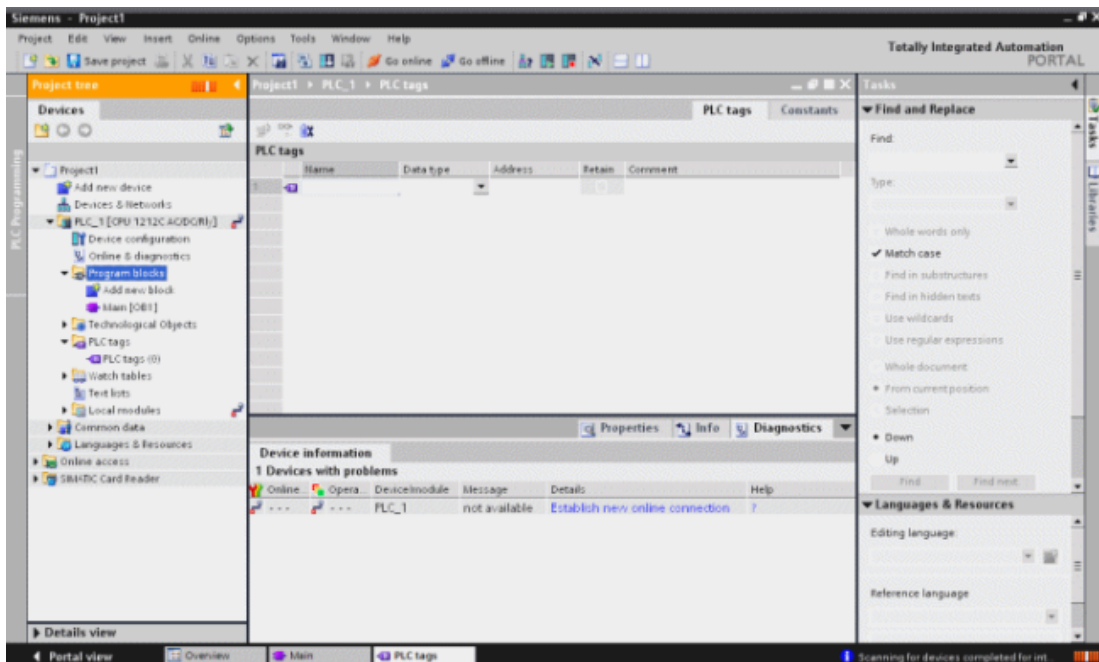 Siemens - Project1
Project Edit View Insert Online Options Tools Window Help
Totally Integrated Automation
PORTAL
Save project Go online Go offline
Project tree
Project1 PLC_1 PLC tags
Tasks
Devices
PLC tags Constants
Find and Replace
PLC Programming
PLC tags
Name Data type Address Retain Comment
Project1
Add new device
Devices & Networks
PLC_1 [CPU 1212C AC/DC/Rly]
Device configuration
Online & diagnostics
Program blocks
Add new block
Main [OB1]
Technological Objects
PLC tags
PLC tags (0)
Watch tables
Text lists
Local modules
Common data
Languages & Resources
Online access
SIMATIC Card Reader
Details view
Properties Info Diagnostics
Device information
1 Devices with problems
Online... Opera... Device/module Message Details Help
- - - - - - PLC_1 not available Establish new online connection ?
Find:
Type:
Whole words only
Match case
Find in substructures
Find in hidden texts
Use wildcards
Use regular expressions
Whole document
From current position
Selection
Down
Up
Find Find next
Languages & Resources
Editing language:
Reference language
Tasks
Libraries
Portal view Overview Main PLC tags Scanning for devices completed for int...